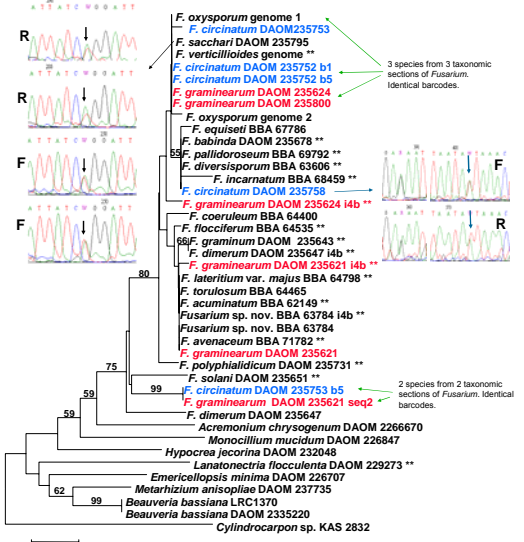 F. oxysporum genome 1
F. circinatum DAOM235753
F. sacchari DAOM 235795
F. verticillioides genome **
F. circinatum DAOM 235752 b1
F. circinatum DAOM 235752 b5
F. graminearum DAOM 235624
F. graminearum DAOM 235800
F. oxysporum genome 2
F. equiseti BBA 67786
F. babinda DAOM 235678 **
F. pallidoroseum BBA 69792 **
55
F. diversisporum BBA 63606 **
F. incarnatum BBA 68459 **
F. circinatum DAOM 235758
F. graminearum DAOM 235624 i4b **
F. coeruleum BBA 64400
F. flocciferum BBA 64535 **
66
F. graminum DAOM 235643 **
F. dimerum DAOM 235647 i4b **
F. graminearum DAOM 235621 i4b **
80
F. lateritium var. majus BBA 64798 **
F. torulosum BBA 64465
F. acuminatum BBA 62149 **
Fusarium sp. nov. BBA 63784 i4b **
Fusarium sp. nov. BBA 63784
F. avenaceum BBA 71782 **
F. graminearum DAOM 235621
F. polyphialidicum DAOM 235731 **
75
F. solani DAOM 235651 **
99
F. circinatum DAOM 235753 b5
F. graminearum DAOM 235621 seq2
59
F. dimerum DAOM 235647
59
Acremonium chrysogenum DAOM 2266670
Monocillium mucidum DAOM 226847
Hypocrea jecorina DAOM 232048
Lanatonectria flocculenta DAOM 229273 **
Emericellopsis minima DAOM 226707
62
Metarhizium anisopliae DAOM 237735
99
Beauveria bassiana LRC1370
Beauveria bassiana DAOM 2335220
Cylindrocarpon sp. KAS 2832
3 species from 3 taxonomic
sections of Fusarium.
Identical barcodes.
2 species from 2 taxonomic
sections of Fusarium. Identical
barcodes.
R
R
F
F
F
R
T A T T A T C W G G A T T
T A T T A T C W G G A T T
T A T T A T C W G G A T T
T A T T A T C W G G A T T